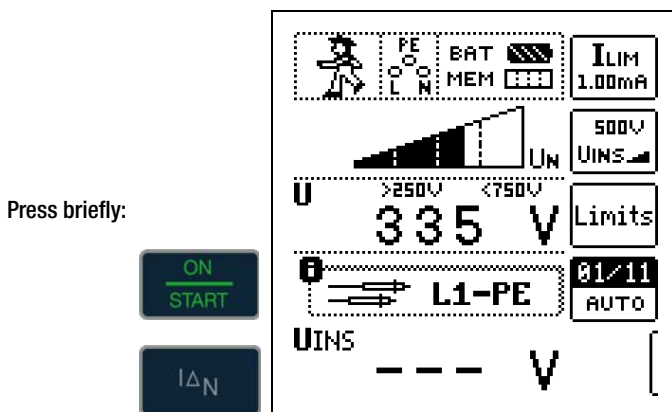 Press briefly:
ON
START
I∆N
PE
L N
BAT
MEM
ILIM
1.00mA
UN
500V
UINS
U
>250V <750V
335 V
Limits
L1-PE
01/11
AUTO
UINS
--- V